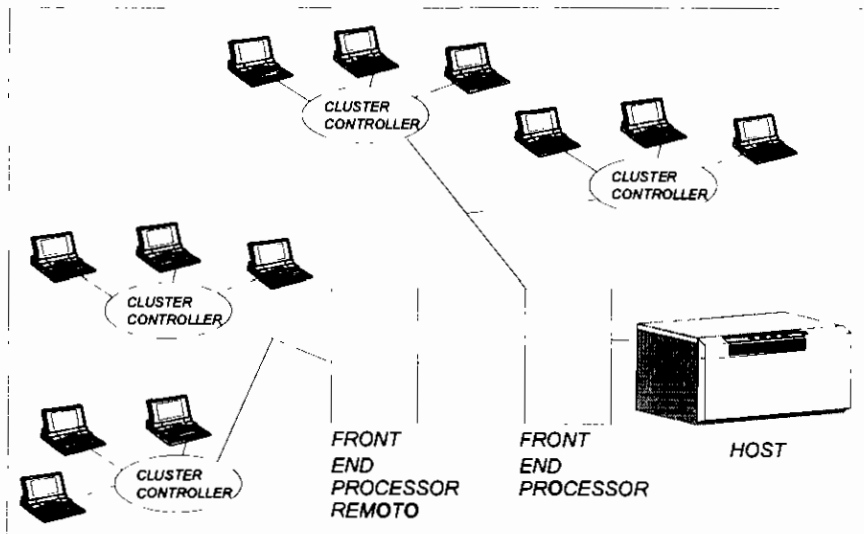 CLUSTER
CONTROLLER
CLUSTER
CONTROLLER
CLUSTER
CONTROLLER
CLUSTER
CONTROLLER
FRONT
END
PROCESSOR
REMOTO
FRONT
END
PROCESSOR
HOST